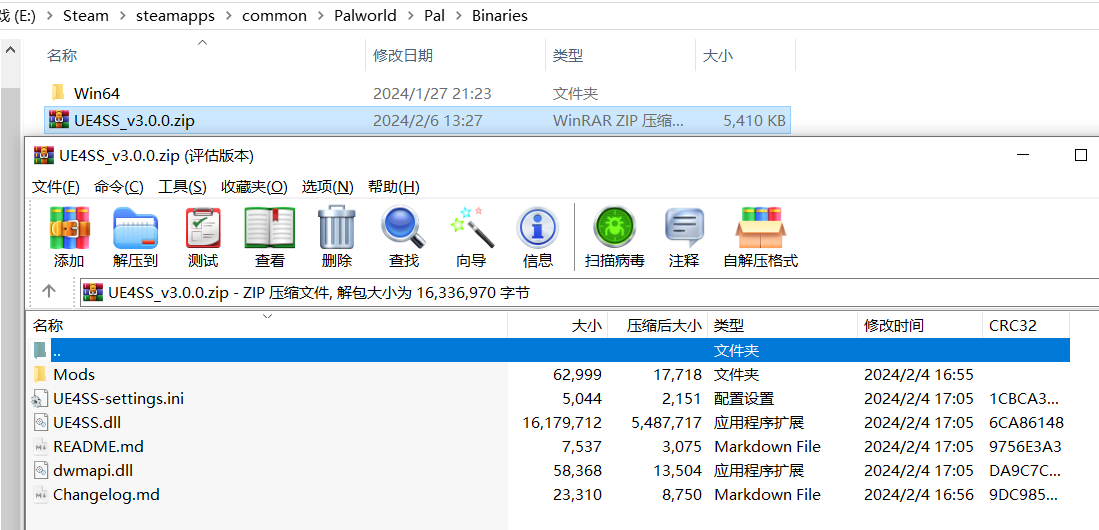 戏 (E:) > Steam > steamapps > common > Palworld > Pal > Binaries
名称 修改日期 类型 大小
Win64 2024/1/27 21:23 文件夹
UE4SS_v3.0.0.zip 2024/2/6 13:27 WinRAR ZIP 压缩... 5,410 KB
UE4SS_v3.0.0.zip (评估版本)
文件(F) 命令(C) 工具(S) 收藏夹(O) 选项(N) 帮助(H)
添加 解压到 测试 查看 删除 查找 向导 信息 扫描病毒 注释 自解压格式
UE4SS_v3.0.0.zip - ZIP 压缩文件, 解包大小为 16,336,970 字节
名称 大小 压缩后大小 类型 修改时间 CRC32
.. 文件夹
Mods 62,999 17,718 文件夹 2024/2/4 16:55
UE4SS-settings.ini 5,044 2,151 配置设置 2024/2/4 17:05 1CBCA3...
UE4SS.dll 16,179,712 5,487,717 应用程序扩展 2024/2/4 17:05 6CA86148
README.md 7,537 3,075 Markdown File 2024/2/4 17:05 9756E3A3
dwmapi.dll 58,368 13,504 应用程序扩展 2024/2/4 17:05 DA9C7C...
Changelog.md 23,310 8,750 Markdown File 2024/2/4 16:56 9DC985...